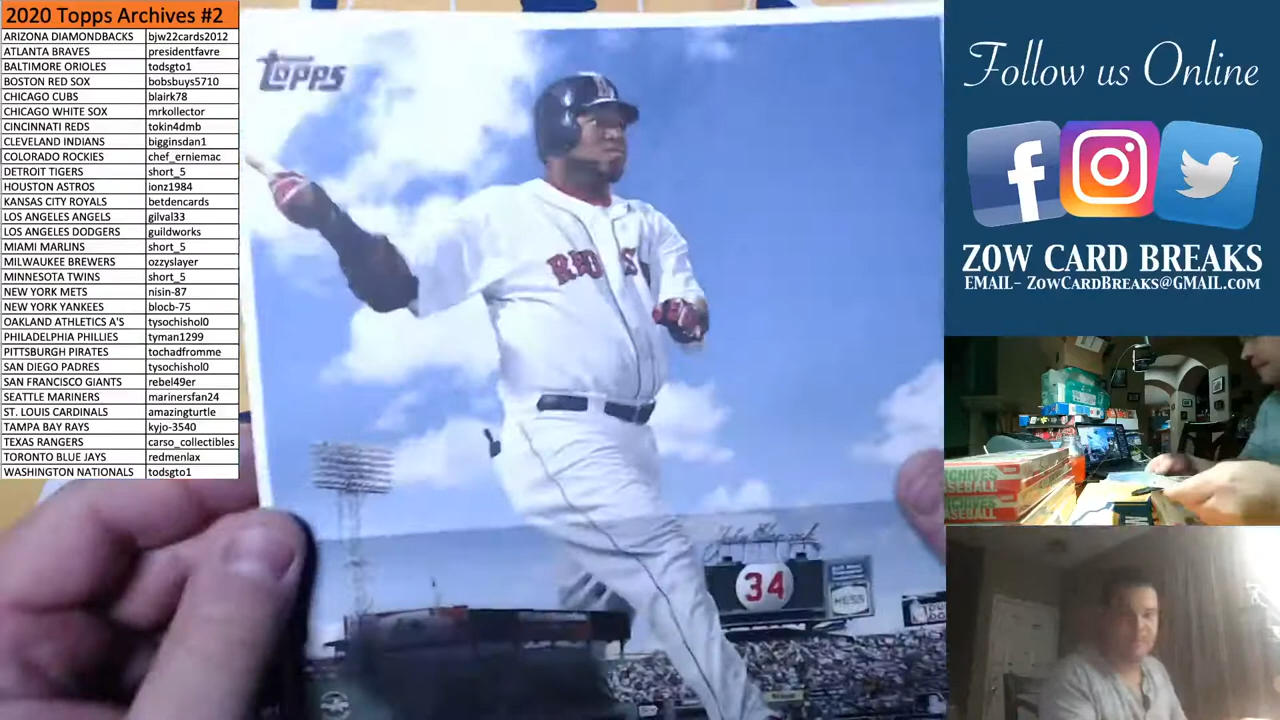 2020 Topps Archives #2
ARIZONA DIAMONDBACKS bjw22cards2012
ATLANTA BRAVES presidentfavre
BALTIMORE ORIOLES todsgto1
BOSTON RED SOX bobsbuys5710
CHICAGO CUBS blairk78
CHICAGO WHITE SOX mrkollector
CINCINNATI REDS tokin4dmb
CLEVELAND INDIANS bigginsdan1
COLORADO ROCKIES chef_erniemac
DETROIT TIGERS short_5
HOUSTON ASTROS ionz1984
KANSAS CITY ROYALS betdencards
LOS ANGELES ANGELS gilval33
LOS ANGELES DODGERS guildworks
MIAMI MARLINS short_5
MILWAUKEE BREWERS ozzyslayer
MINNESOTA TWINS short_5
NEW YORK METS nisin-87
NEW YORK YANKEES blocb-75
OAKLAND ATHLETICS A'S tysochishol0
PHILADELPHIA PHILLIES tyman1299
PITTSBURGH PIRATES tochadfromme
SAN DIEGO PADRES tysochishol0
SAN FRANCISCO GIANTS rebel49er
SEATTLE MARINERS marinersfan24
ST. LOUIS CARDINALS amazingturtle
TAMPA BAY RAYS kyjo-3540
TEXAS RANGERS carso_collectibles
TORONTO BLUE JAYS redmenlax
WASHINGTON NATIONALS todsgto1
Topps
B
RED S
34
HESS
Follow us Online
f
ZOW CARD BREAKS
EMAIL- ZOWCARDBREAKS@GMAIL.COM
ARCHIVES
BASEBALL
ARCHIVES
BASEBALL